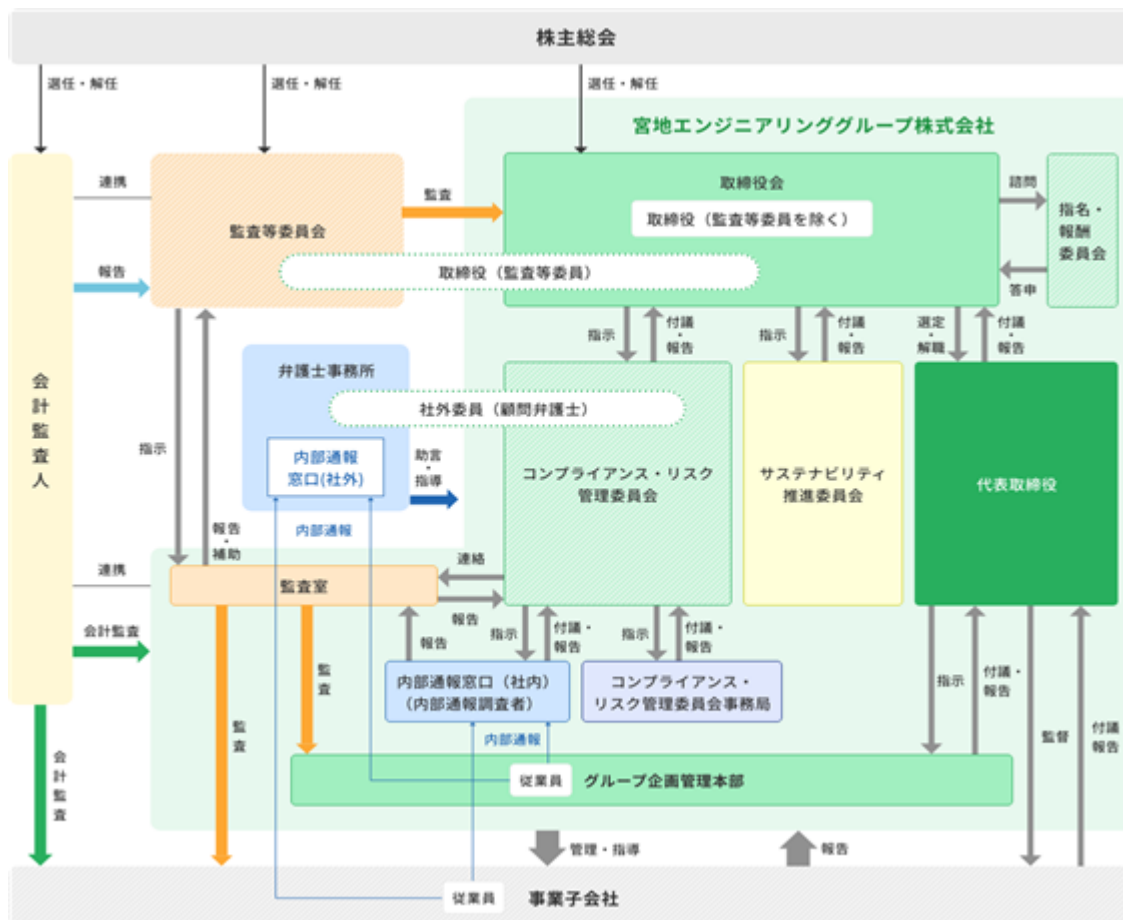 株主総会
選任・解任
選任・解任
選任・解任
宮地エンジニアリンググループ株式会社
連携
監査等委員会
監査
取締役会
取締役（監査等委員を除く）
諮問
指名・
報酬
委員会
答申
取締役（監査等委員）
報告
指示
付議
・
報告
指示
付議
・
報告
選定
・
解職
付議
・
報告
会計監査人
弁護士事務所
社外委員（顧問弁護士）
内部通報
窓口(社外)
助言
・
指導
コンプライアンス・リスク
管理委員会
サステナビリティ
推進委員会
代表取締役
指示
報告
・
補助
内部通報
連絡
連携
監査室
報告
会計監査
報告
指示
付議・
報告
指示
付議・
報告
監査
内部通報窓口（社内）
（内部通報調査者）
コンプライアンス・
リスク管理委員会事務局
指示
付議・
報告
監査
内部通報
監督
付議
報告
会計監査
従業員
グループ企画管理本部
管理・指導
報告
従業員
事業子会社